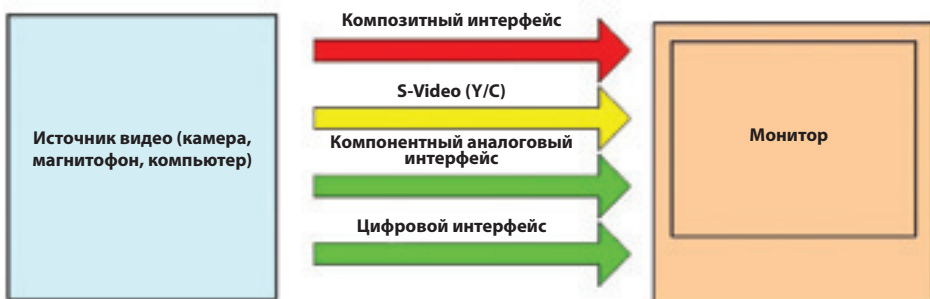 Композитный интерфейс
S-Video (Y/C)
Источник видео (камера,
магнитофон, компьютер)
Компонентный аналоговый
интерфейс
Монитор
Цифровой интерфейс